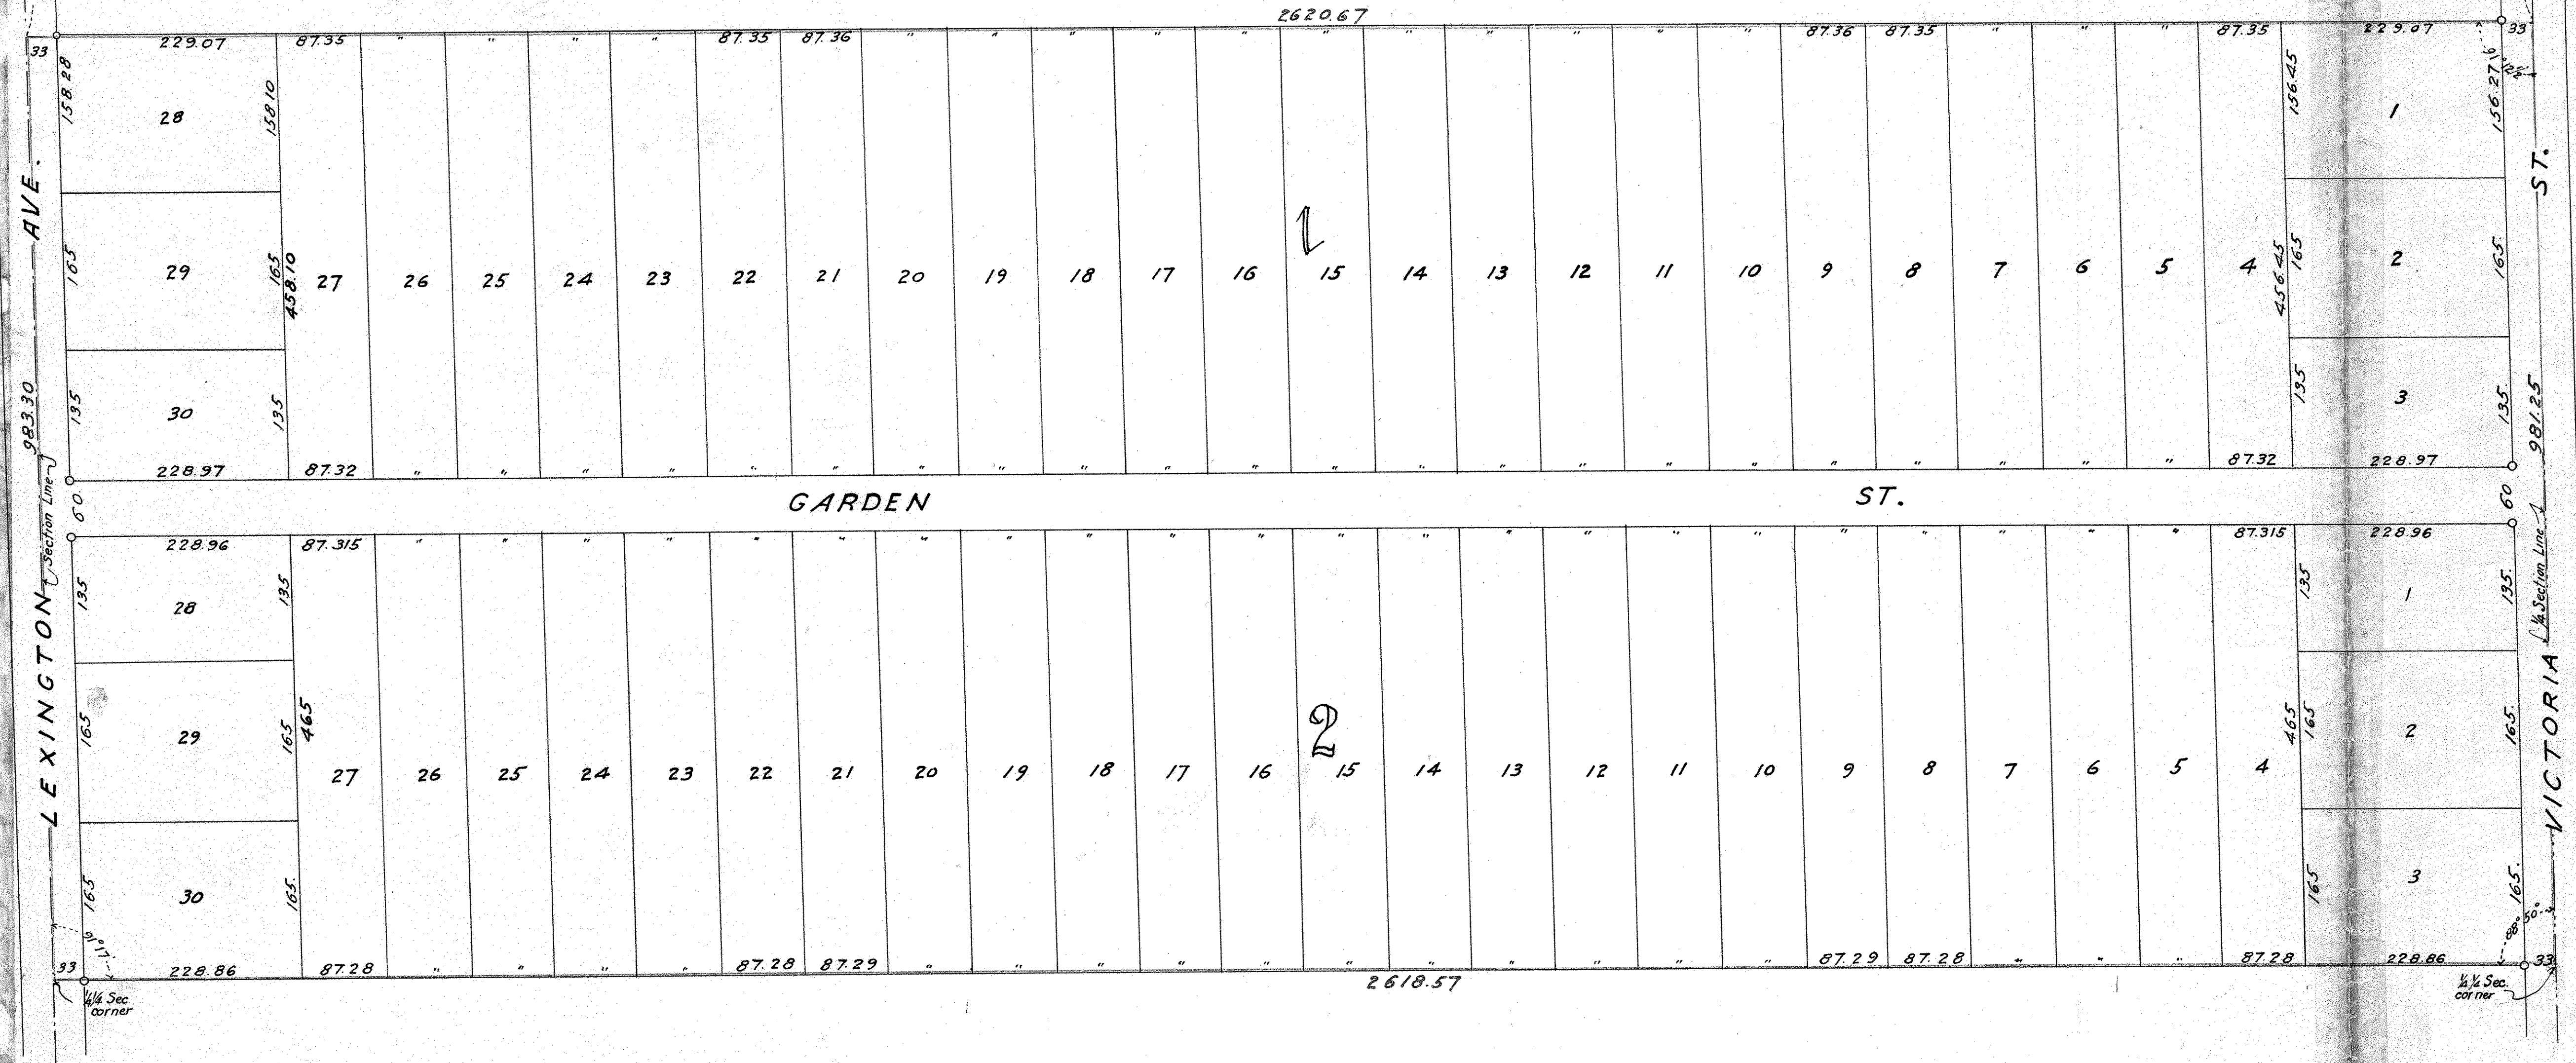 2620.67
33 229.07 87.35 " " " " 87.35 87.36 " " " " " " " " " " " 87.36 87.35 " " " 87.35 229.07 33
158.28 28 158 10 156.45 1 156.27
LEXINGTON AVE.
VICTORIA ST.
1
165 29 165 458.10 27 26 25 24 23 22 21 20 19 18 17 16 15 14 13 12 11 10 9 8 7 6 5 4 456.45 165 2 165.
983.30
981.25
135 30 135 135 3 135.
228.97 87.32 " " " " " " " " " " " " " " " " " " " " " " 87.32 228.97
Section Line
1/4 Section Line
60. GARDEN ST. 60
228.96 87.315 " " " " " " " " " " " " " " " " " " " " " " 87.315 228.96
135 28 135 135 1 135.
2
165 29 165 465 465 165 2 165.
27 26 25 24 23 22 21 20 19 18 17 16 15 14 13 12 11 10 9 8 7 6 5 4
165 30 165. 165 3 165.
91°17' 88° 50'
33 228.86 87.28 " " " " 87.28 87.29 " " " " " " " " " " " 87.29 87.28 " " " 87.28 228.86 33
2618.57
1/4 1/4 Sec
corner
1/4 1/4 Sec.
corner